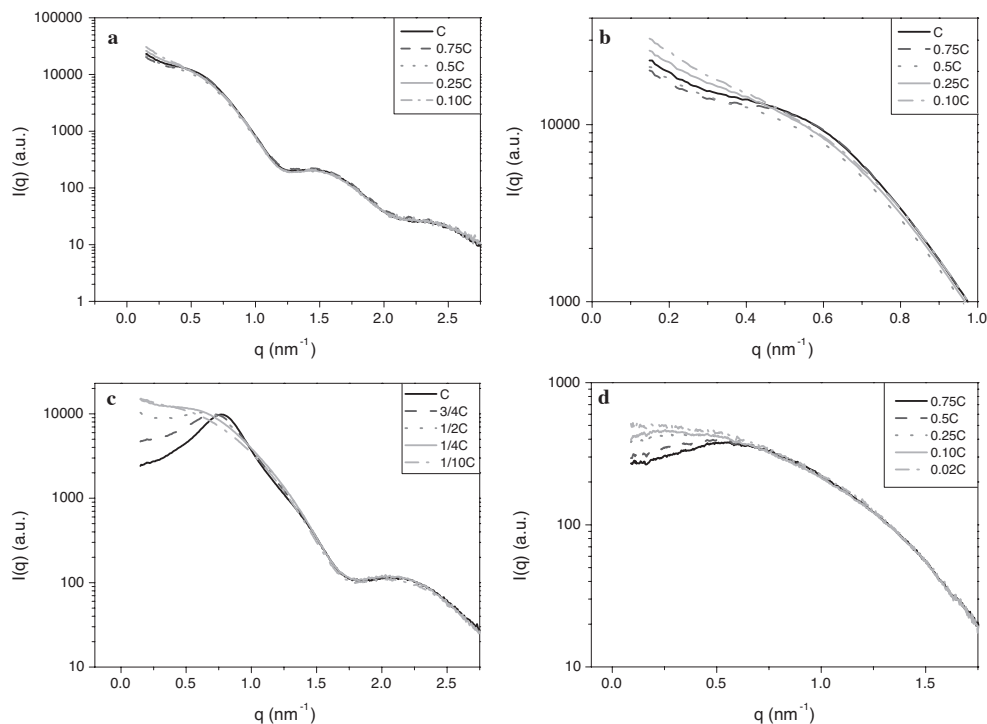 a
100000
10000
1000
100
10
1
I(q) (a.u.)
0.0 0.5 1.0 1.5 2.0 2.5
q (nm⁻¹)
C
0.75C
0.5C
0.25C
0.10C
b
10000
1000
I(q) (a.u.)
0.0 0.2 0.4 0.6 0.8 1.0
q (nm⁻¹)
C
0.75C
0.5C
0.25C
0.10C
c
10000
1000
100
10
I(q) (a.u.)
0.0 0.5 1.0 1.5 2.0 2.5
q (nm⁻¹)
C
3/4C
1/2C
1/4C
1/10C
d
1000
100
10
I(q) (a.u.)
0.0 0.5 1.0 1.5
q (nm⁻¹)
0.75C
0.5C
0.25C
0.10C
0.02C